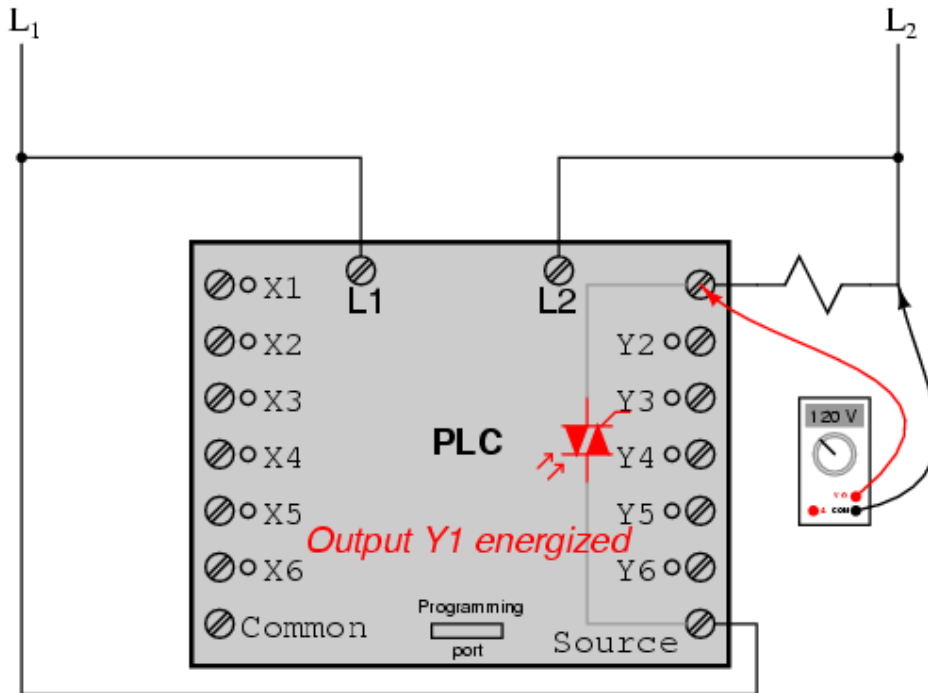 L1
L2
X1
L1
L2
X2
Y2
X3
Y3
PLC
X4
Y4
120 V
V Ω
A
COM
X5
Y5
Output Y1 energized
X6
Y6
Common
Programming
port
Source